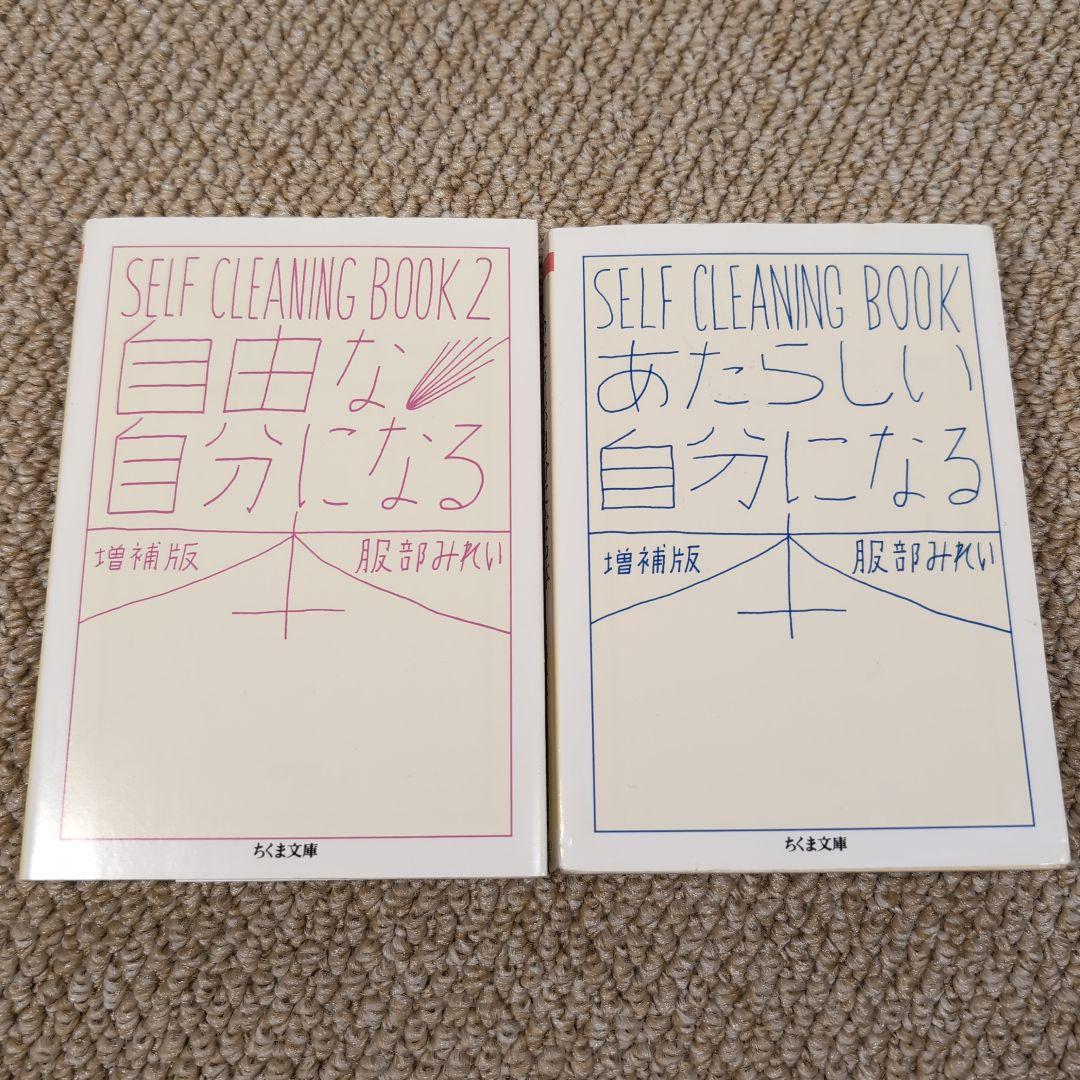 SELF CLEANING BOOK 2
自由な
自分になる
本
増補版
服部みれい
ちくま文庫
SELF CLEANING BOOK
あたらしい
自分になる
本
増補版
服部みれい
ちくま文庫